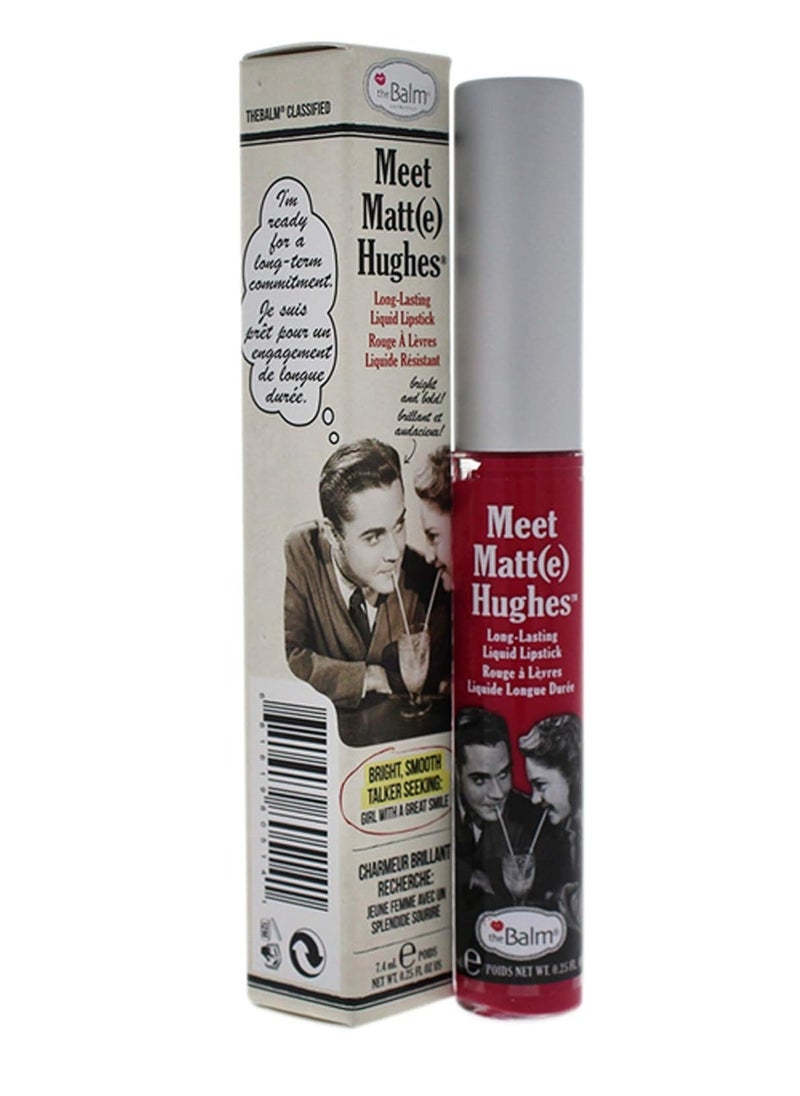 THEBALM® CLASSIFIED
I'm
ready
for a
long-term
commitment.
Je suis
prêt pour un
engagement
de longue
durée.
theBalm®
COSMETICS
Meet
Matt(e)
Hughes®
Long-Lasting
Liquid Lipstick
Rouge À Lèvres
Liquide Résistant
bright
and bold!
brillant et
audacieux!
BRIGHT, SMOOTH
TALKER SEEKING:
GIRL WITH A GREAT SMILE
CHARMEUR BRILLANT
RECHERCHE:
JEUNE FEMME AVEC UN
SPLENDIDE SOURIRE
7.4 mL e POIDS
NET WT. 0.25 FL OZ US
Meet
Matt(e)
Hughes™
Long-Lasting
Liquid Lipstick
Rouge à Lèvres
Liquide Longue Durée
theBalm®
e POIDS NET WT. 0.25 FL